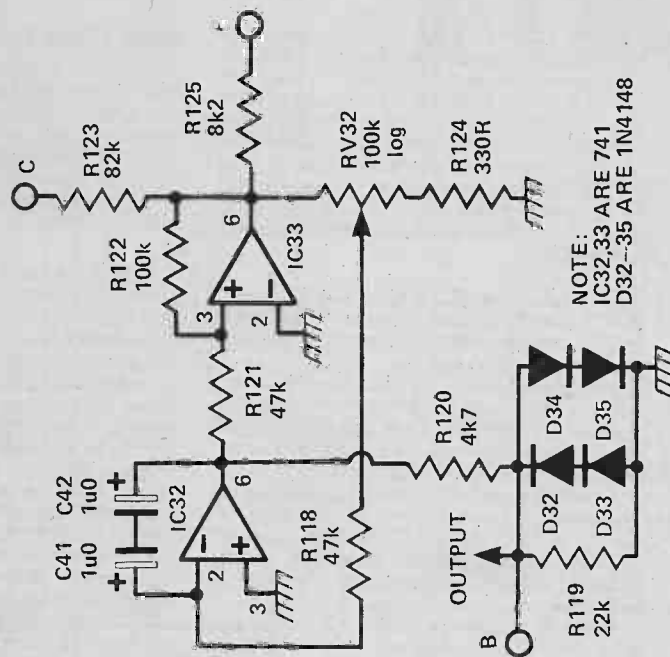 C41
1u0
+
C42
1u0
+
2
−
+
3
6
IC32
R118
47k
R121
47k
R122
100k
3
+
2
−
6
IC33
C
R123
82k
R125
8k2
RV32
100k
log
R124
330R
R120
4k7
B
OUTPUT
R119
22k
D32
D33
D34
D35
NOTE:
IC32,33 ARE 741
D32–35 ARE 1N4148